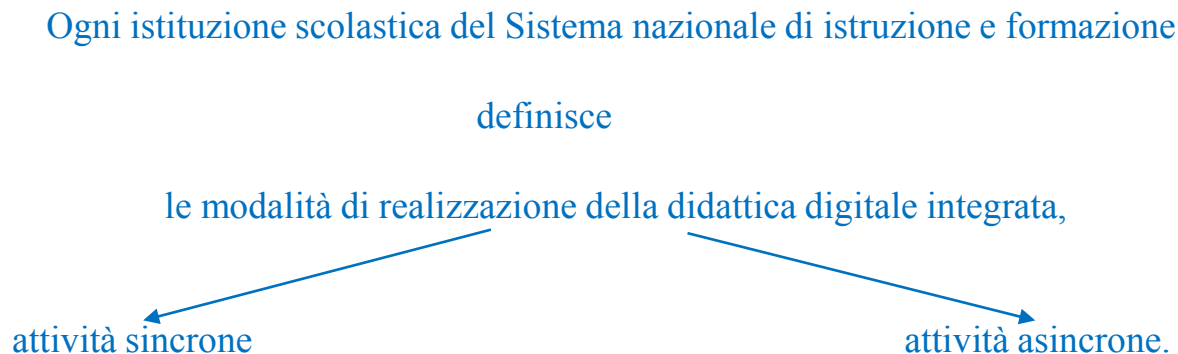 Ogni istituzione scolastica del Sistema nazionale di istruzione e formazione
definisce
le modalità di realizzazione della didattica digitale integrata,
attività sincrone
attività asincrone.